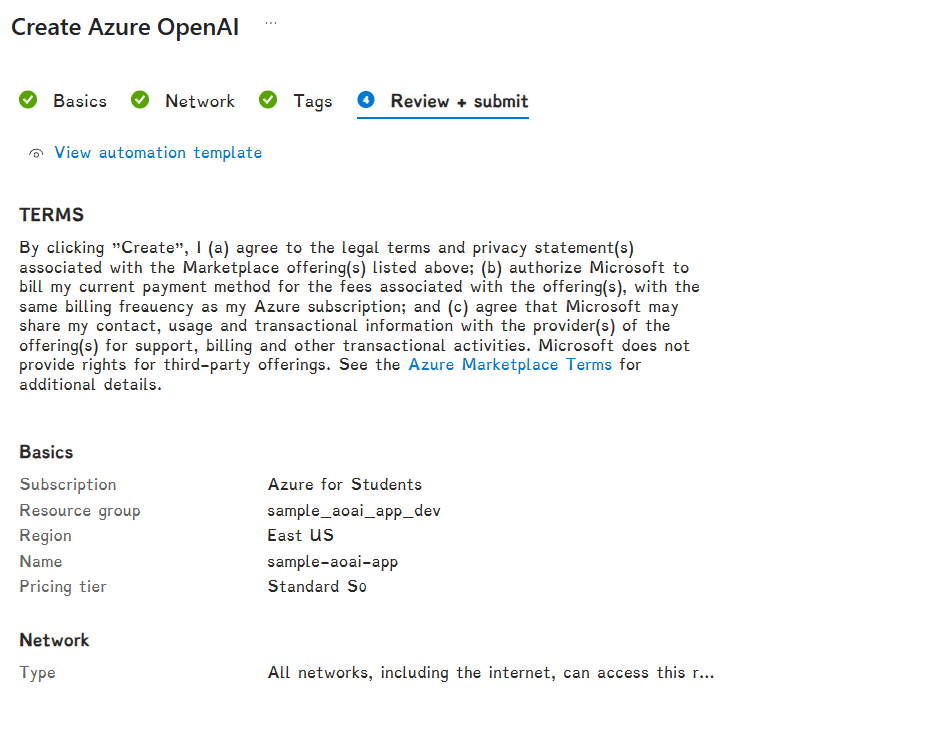 Create Azure OpenAI ...
Basics Network Tags 4 Review + submit
View automation template
TERMS
By clicking "Create", I (a) agree to the legal terms and privacy statement(s)
associated with the Marketplace offering(s) listed above; (b) authorize Microsoft to
bill my current payment method for the fees associated with the offering(s), with the
same billing frequency as my Azure subscription; and (c) agree that Microsoft may
share my contact, usage and transactional information with the provider(s) of the
offering(s) for support, billing and other transactional activities. Microsoft does not
provide rights for third-party offerings. See the Azure Marketplace Terms for
additional details.
Basics
Subscription Azure for Students
Resource group sample_aoai_app_dev
Region East US
Name sample-aoai-app
Pricing tier Standard S0
Network
Type All networks, including the internet, can access this r...